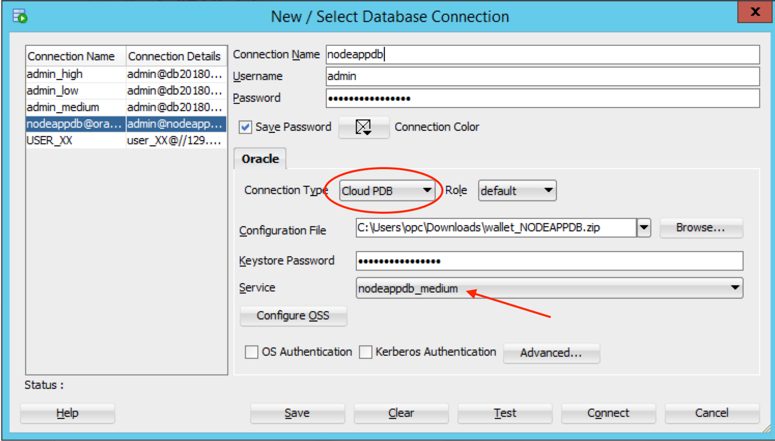 New / Select Database Connection
x
Connection Name Connection Details
admin_high admin@db20180...
admin_low admin@db20180...
admin_medium admin@db20180...
nodeappdb@ora... admin@nodeapp...
USER_XX user_XX@//129....
Connection Name nodeappdb
Username admin
Password ••••••••••••••••
Save Password Connection Color
Oracle
Connection Type Cloud PDB Role default
Configuration File C:\Users\opc\Downloads\wallet_NODEAPPDB.zip Browse...
Keystore Password ••••••••••••••••
Service nodeappdb_medium
Configure OSS
OS Authentication Kerberos Authentication Advanced...
Status :
Help Save Clear Test Connect Cancel